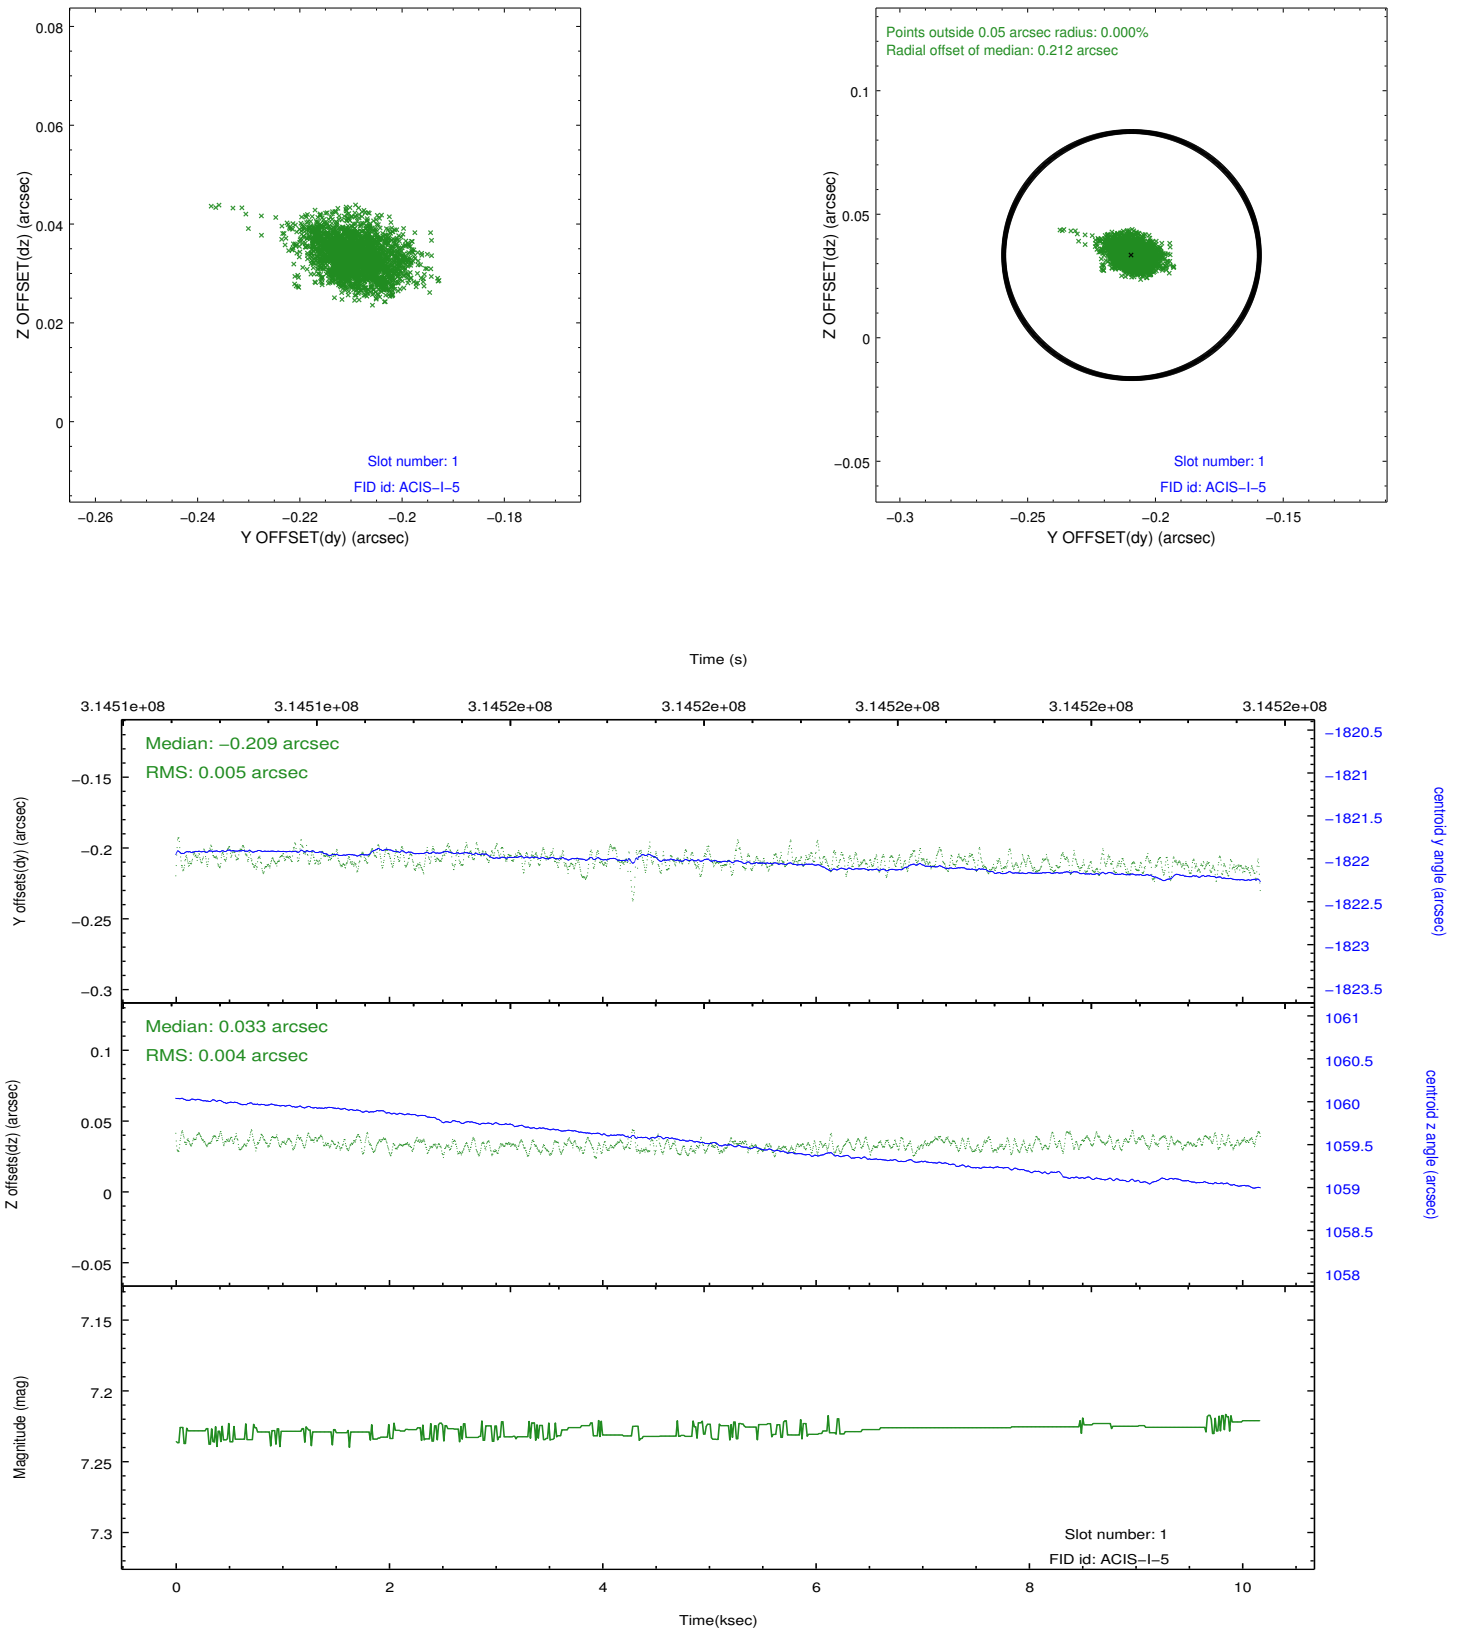 0.08
0.06
0.04
0.02
0
Z OFFSET(dz) (arcsec)
Slot number: 1
FID id: ACIS−I−5
−0.26 −0.24 −0.22 −0.2 −0.18
Y OFFSET(dy) (arcsec)
Points outside 0.05 arcsec radius: 0.000%
Radial offset of median: 0.212 arcsec
0.1
0.05
0
−0.05
Z OFFSET(dz) (arcsec)
Slot number: 1
FID id: ACIS−I−5
−0.3 −0.25 −0.2 −0.15
Y OFFSET(dy) (arcsec)
Time (s)
3.1451e+08 3.1451e+08 3.1452e+08 3.1452e+08 3.1452e+08 3.1452e+08 3.1452e+08
Median: −0.209 arcsec
RMS: 0.005 arcsec
−0.15
−0.2
−0.25
−0.3
Y offsets(dy) (arcsec)
−1820.5
−1821
−1821.5
−1822
−1822.5
−1823
−1823.5
centroid y angle (arcsec)
Median: 0.033 arcsec
RMS: 0.004 arcsec
0.1
0.05
0
−0.05
Z offsets(dz) (arcsec)
1061
1060.5
1060
1059.5
1059
1058.5
1058
centroid z angle (arcsec)
7.15
7.2
7.25
7.3
Magnitude (mag)
Slot number: 1
FID id: ACIS−I−5
0 2 4 6 8 10
Time(ksec)